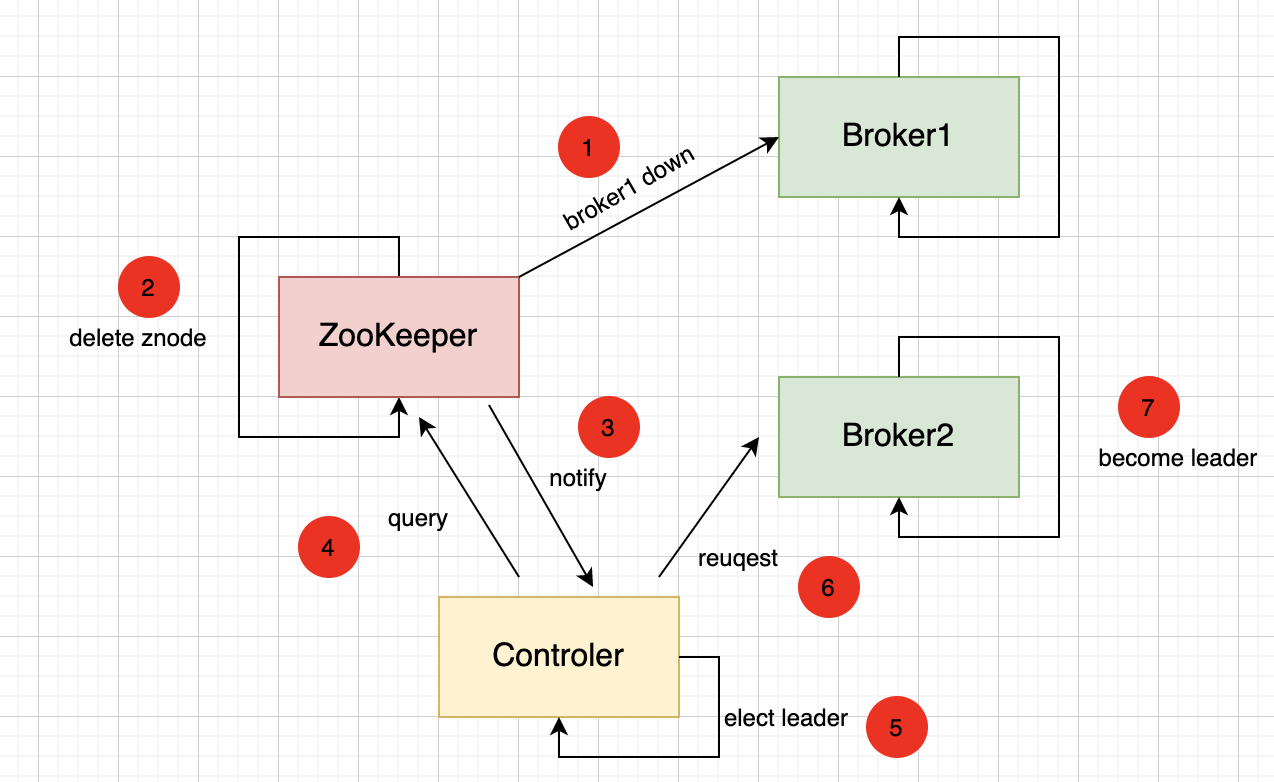 Broker1
1
broker1 down
2
delete znode
ZooKeeper
Broker2
7
become leader
3
notify
query
4
reuqest
6
Controler
elect leader
5